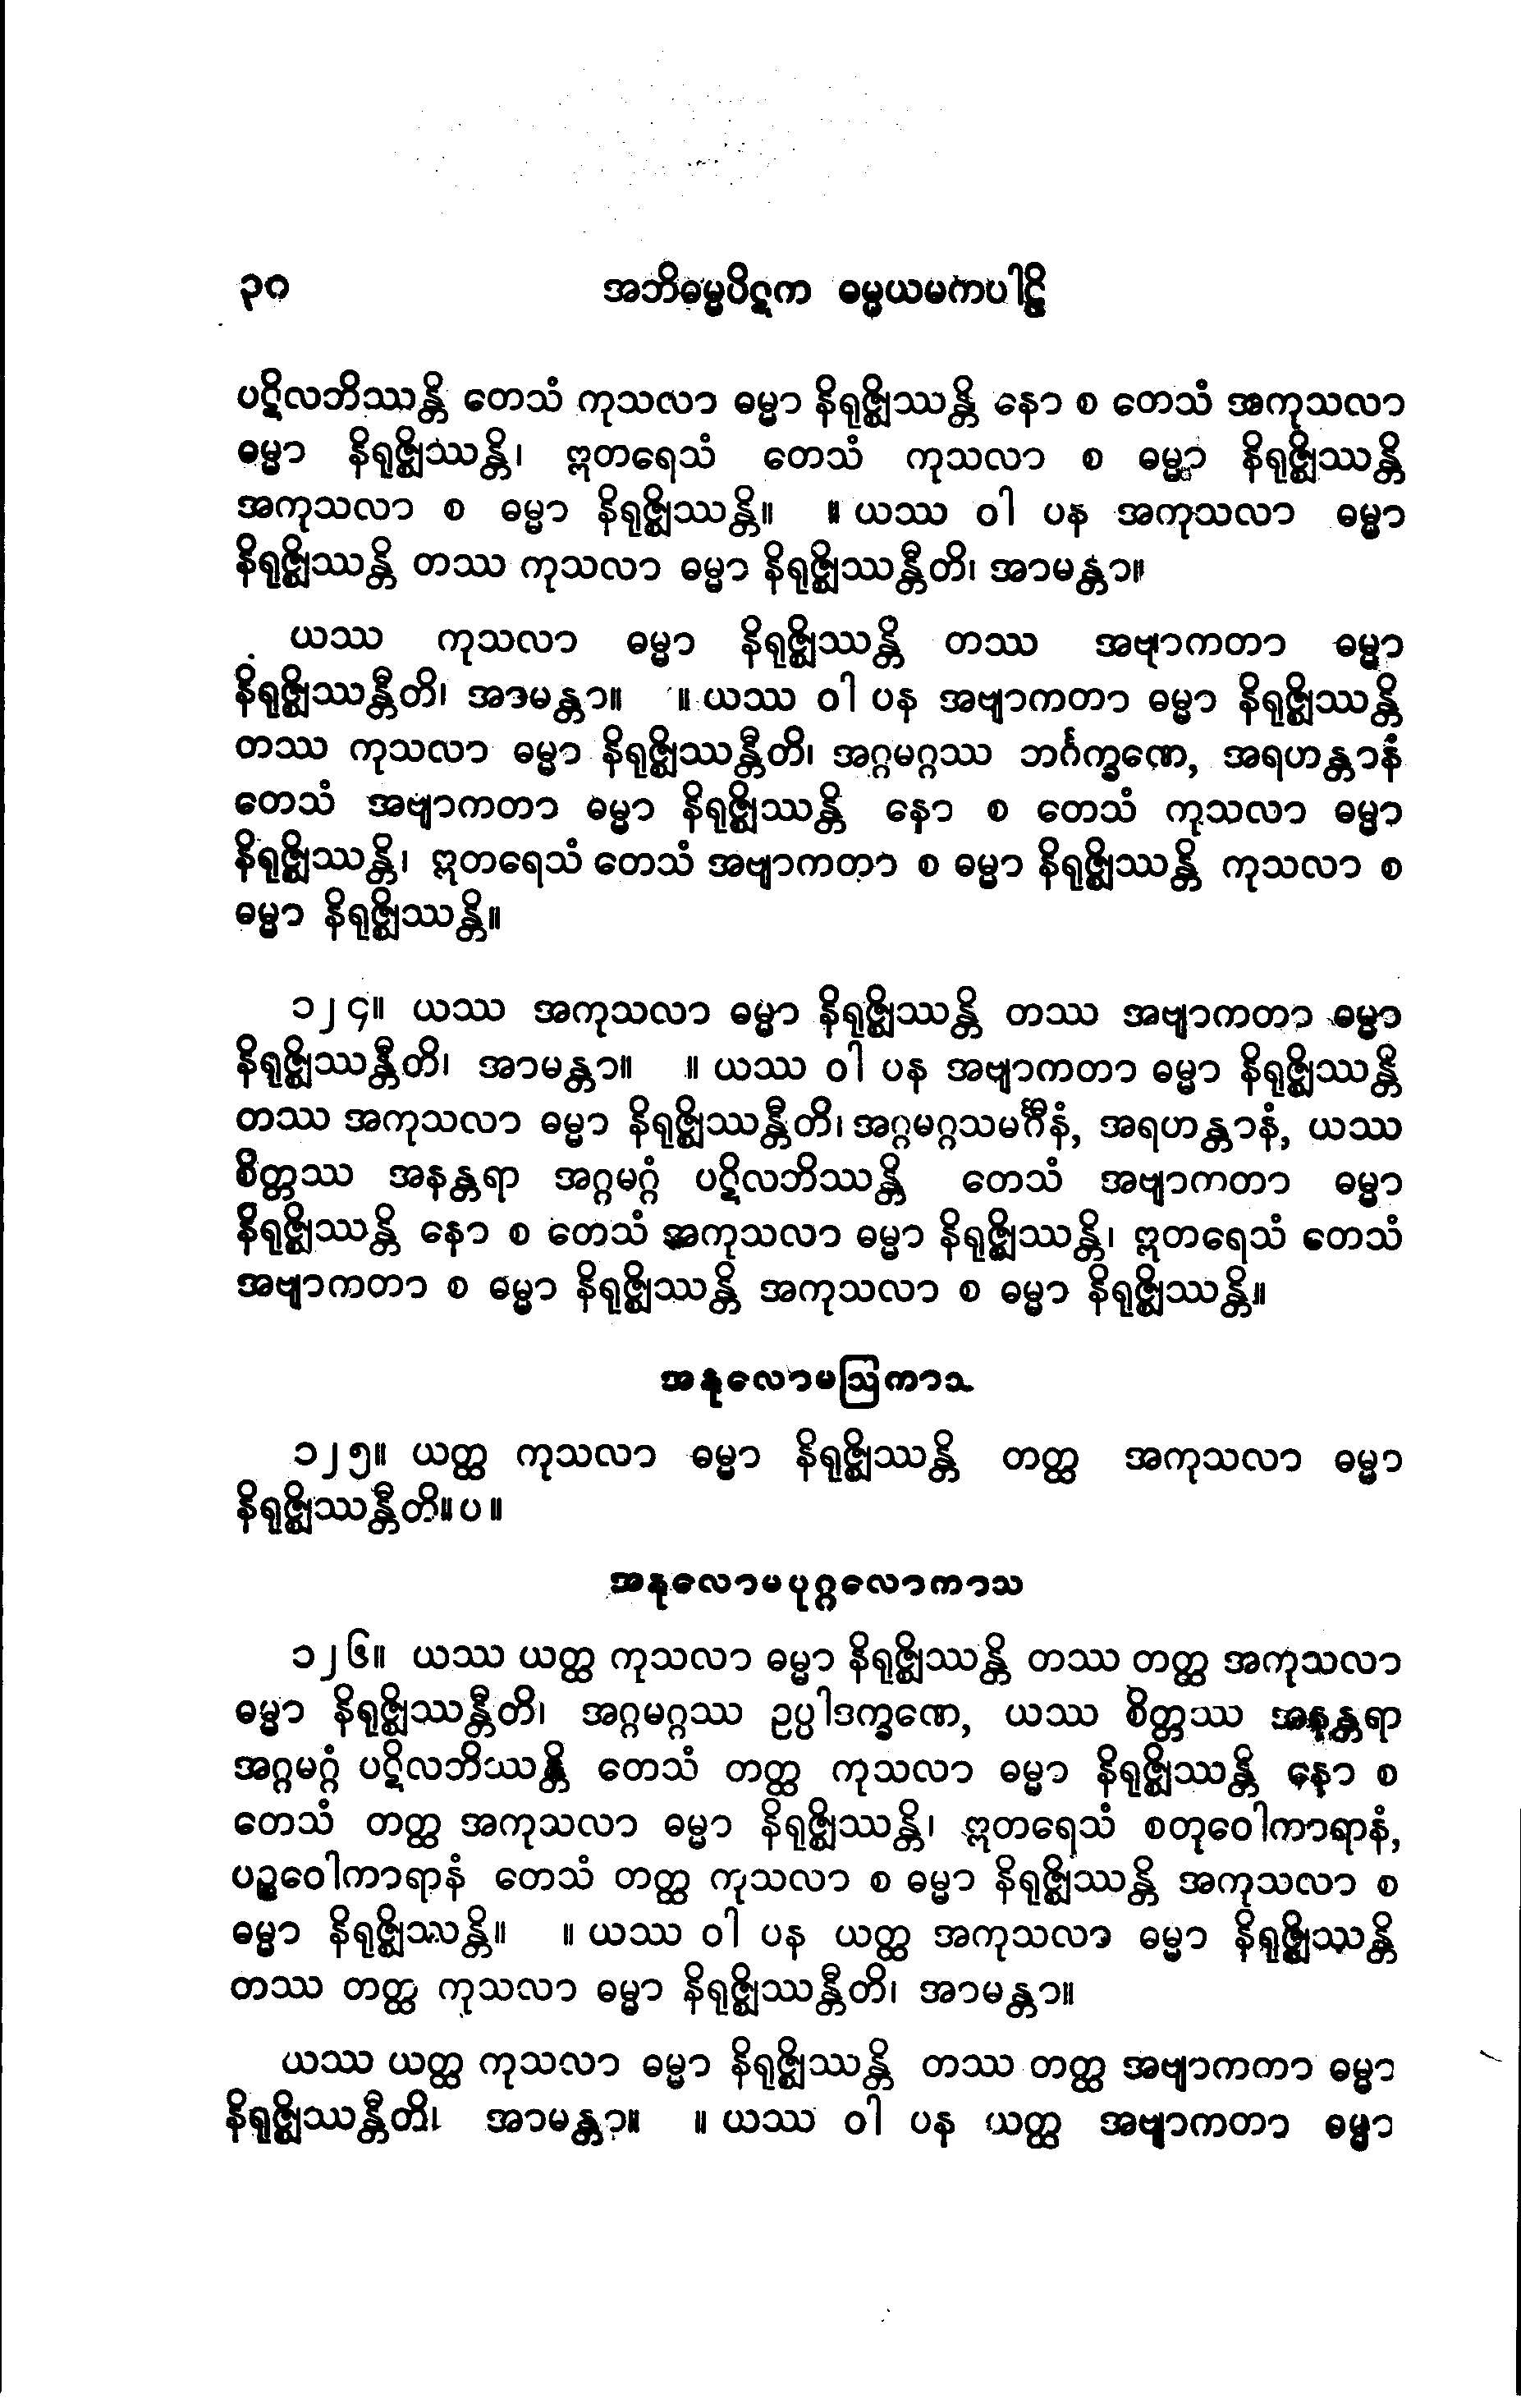 ၃၀ အဘိဓမ္မပိဋက ဓမ္မယမကပါဠိ
ပဋိလဘိဿန္တိ တေသံ ကုသလာ ဓမ္မာ နိရုဇ္ဈိဿန္တိ နော စ တေသံ အကုသလာ
ဓမ္မာ နိရုဇ္ဈိဿန္တိ၊ ဣတရေသံ တေသံ ကုသလာ စ ဓမ္မာ နိရုဇ္ဈိဿန္တိ
အကုသလာ စ ဓမ္မာ နိရုဇ္ဈိဿန္တိ။ ။ ယဿ ဝါ ပန အကုသလာ ဓမ္မာ
နိရုဇ္ဈိဿန္တိ တဿ ကုသလာ ဓမ္မာ နိရုဇ္ဈိဿန္တီတိ၊ အာမန္တာ။
ယဿ ကုသလာ ဓမ္မာ နိရုဇ္ဈိဿန္တိ တဿ အဗျာကတာ ဓမ္မာ
နိရုဇ္ဈိဿန္တီတိ၊ အာမန္တာ။ ။ ယဿ ဝါ ပန အဗျာကတာ ဓမ္မာ နိရုဇ္ဈိဿန္တိ
တဿ ကုသလာ ဓမ္မာ နိရုဇ္ဈိဿန္တီတိ၊ အဂ္ဂမဂ္ဂဿ ဘင်္ဂက္ခဏေ, အရဟန္တာနံ
တေသံ အဗျာကတာ ဓမ္မာ နိရုဇ္ဈိဿန္တိ နော စ တေသံ ကုသလာ ဓမ္မာ
နိရုဇ္ဈိဿန္တိ၊ ဣတရေသံ တေသံ အဗျာကတာ စ ဓမ္မာ နိရုဇ္ဈိဿန္တိ ကုသလာ စ
ဓမ္မာ နိရုဇ္ဈိဿန္တိ။
၁၂၄။ ယဿ အကုသလာ ဓမ္မာ နိရုဇ္ဈိဿန္တိ တဿ အဗျာကတာ ဓမ္မာ
နိရုဇ္ဈိဿန္တီတိ၊ အာမန္တာ။ ။ ယဿ ဝါ ပန အဗျာကတာ ဓမ္မာ နိရုဇ္ဈိဿန္တိ
တဿ အကုသလာ ဓမ္မာ နိရုဇ္ဈိဿန္တီတိ၊ အဂ္ဂမဂ္ဂသမင်္ဂီနံ, အရဟန္တာနံ, ယဿ
စိတ္တဿ အနန္တရာ အဂ္ဂမဂ္ဂံ ပဋိလဘိဿန္တိ တေသံ အဗျာကတာ ဓမ္မာ
နိရုဇ္ဈိဿန္တိ နော စ တေသံ အကုသလာ ဓမ္မာ နိရုဇ္ဈိဿန္တိ၊ ဣတရေသံ တေသံ
အဗျာကတာ စ ဓမ္မာ နိရုဇ္ဈိဿန္တိ အကုသလာ စ ဓမ္မာ နိရုဇ္ဈိဿန္တိ။
အနုလောမဩကာသ
၁၂၅။ ယတ္ထ ကုသလာ ဓမ္မာ နိရုဇ္ဈိဿန္တိ တတ္ထ အကုသလာ ဓမ္မာ
နိရုဇ္ဈိဿန္တီတိ။ပ။
အနုလောမပုဂ္ဂလောကာသ
၁၂၆။ ယဿ ယတ္ထ ကုသလာ ဓမ္မာ နိရုဇ္ဈိဿန္တိ တဿ တတ္ထ အကုသလာ
ဓမ္မာ နိရုဇ္ဈိဿန္တီတိ၊ အဂ္ဂမဂ္ဂဿ ဥပ္ပါဒက္ခဏေ, ယဿ စိတ္တဿ အနန္တရာ
အဂ္ဂမဂ္ဂံ ပဋိလဘိဿန္တိ တေသံ တတ္ထ ကုသလာ ဓမ္မာ နိရုဇ္ဈိဿန္တိ နော စ
တေသံ တတ္ထ အကုသလာ ဓမ္မာ နိရုဇ္ဈိဿန္တိ၊ ဣတရေသံ စတုဝေါကာရာနံ,
ပဉ္စဝေါကာရာနံ တေသံ တတ္ထ ကုသလာ စ ဓမ္မာ နိရုဇ္ဈိဿန္တိ အကုသလာ စ
ဓမ္မာ နိရုဇ္ဈိဿန္တိ။ ။ ယဿ ဝါ ပန ယတ္ထ အကုသလာ ဓမ္မာ နိရုဇ္ဈိဿန္တိ
တဿ တတ္ထ ကုသလာ ဓမ္မာ နိရုဇ္ဈိဿန္တီတိ၊ အာမန္တာ။
ယဿ ယတ္ထ ကုသလာ ဓမ္မာ နိရုဇ္ဈိဿန္တိ တဿ တတ္ထ အဗျာကကာ ဓမ္မာ
နိရုဇ္ဈိဿန္တီတိ၊ အာမန္တာ။ ။ ယဿ ဝါ ပန ယတ္ထ အဗျာကတာ ဓမ္မာ